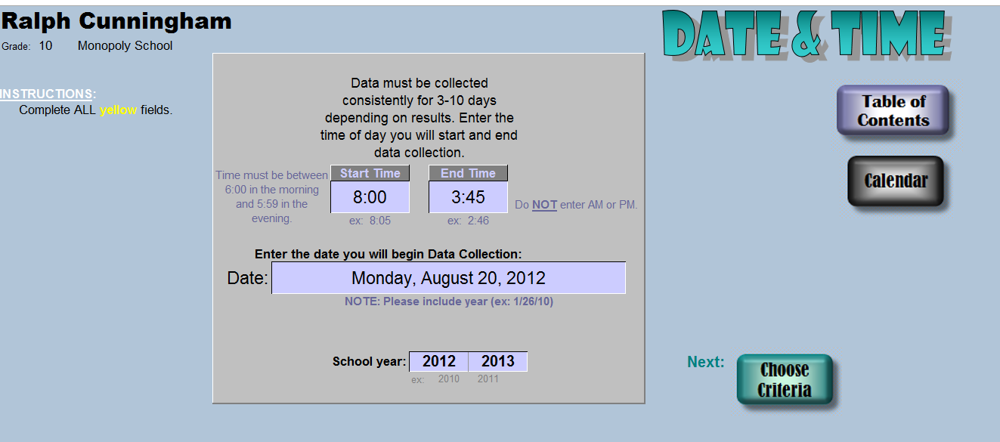 Ralph Cunningham
Grade: 10 Monopoly School
DATE & TIME
INSTRUCTIONS:
Complete ALL yellow fields.
Data must be collected
consistently for 3-10 days
depending on results. Enter the
time of day you will start and end
data collection.
Time must be between
6:00 in the morning
and 5:59 in the
evening.
Start Time
End Time
8:00
3:45
ex: 8:05
ex: 2:46
Do NOT enter AM or PM.
Enter the date you will begin Data Collection:
Date: Monday, August 20, 2012
NOTE: Please include year (ex: 1/26/10)
School year: 2012 2013
ex: 2010 2011
Table of
Contents
Calendar
Next:
Choose
Criteria